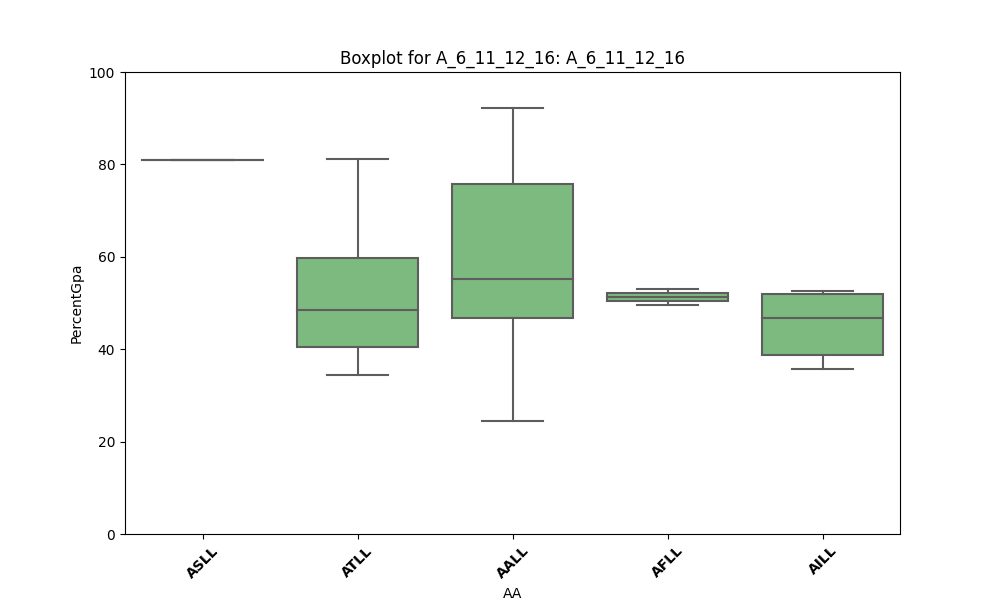 Boxplot for A_6_11_12_16: A_6_11_12_16
100
80
60
40
20
0
PercentGpa
ASLL
ATLL
AALL
AFLL
AILL
AA